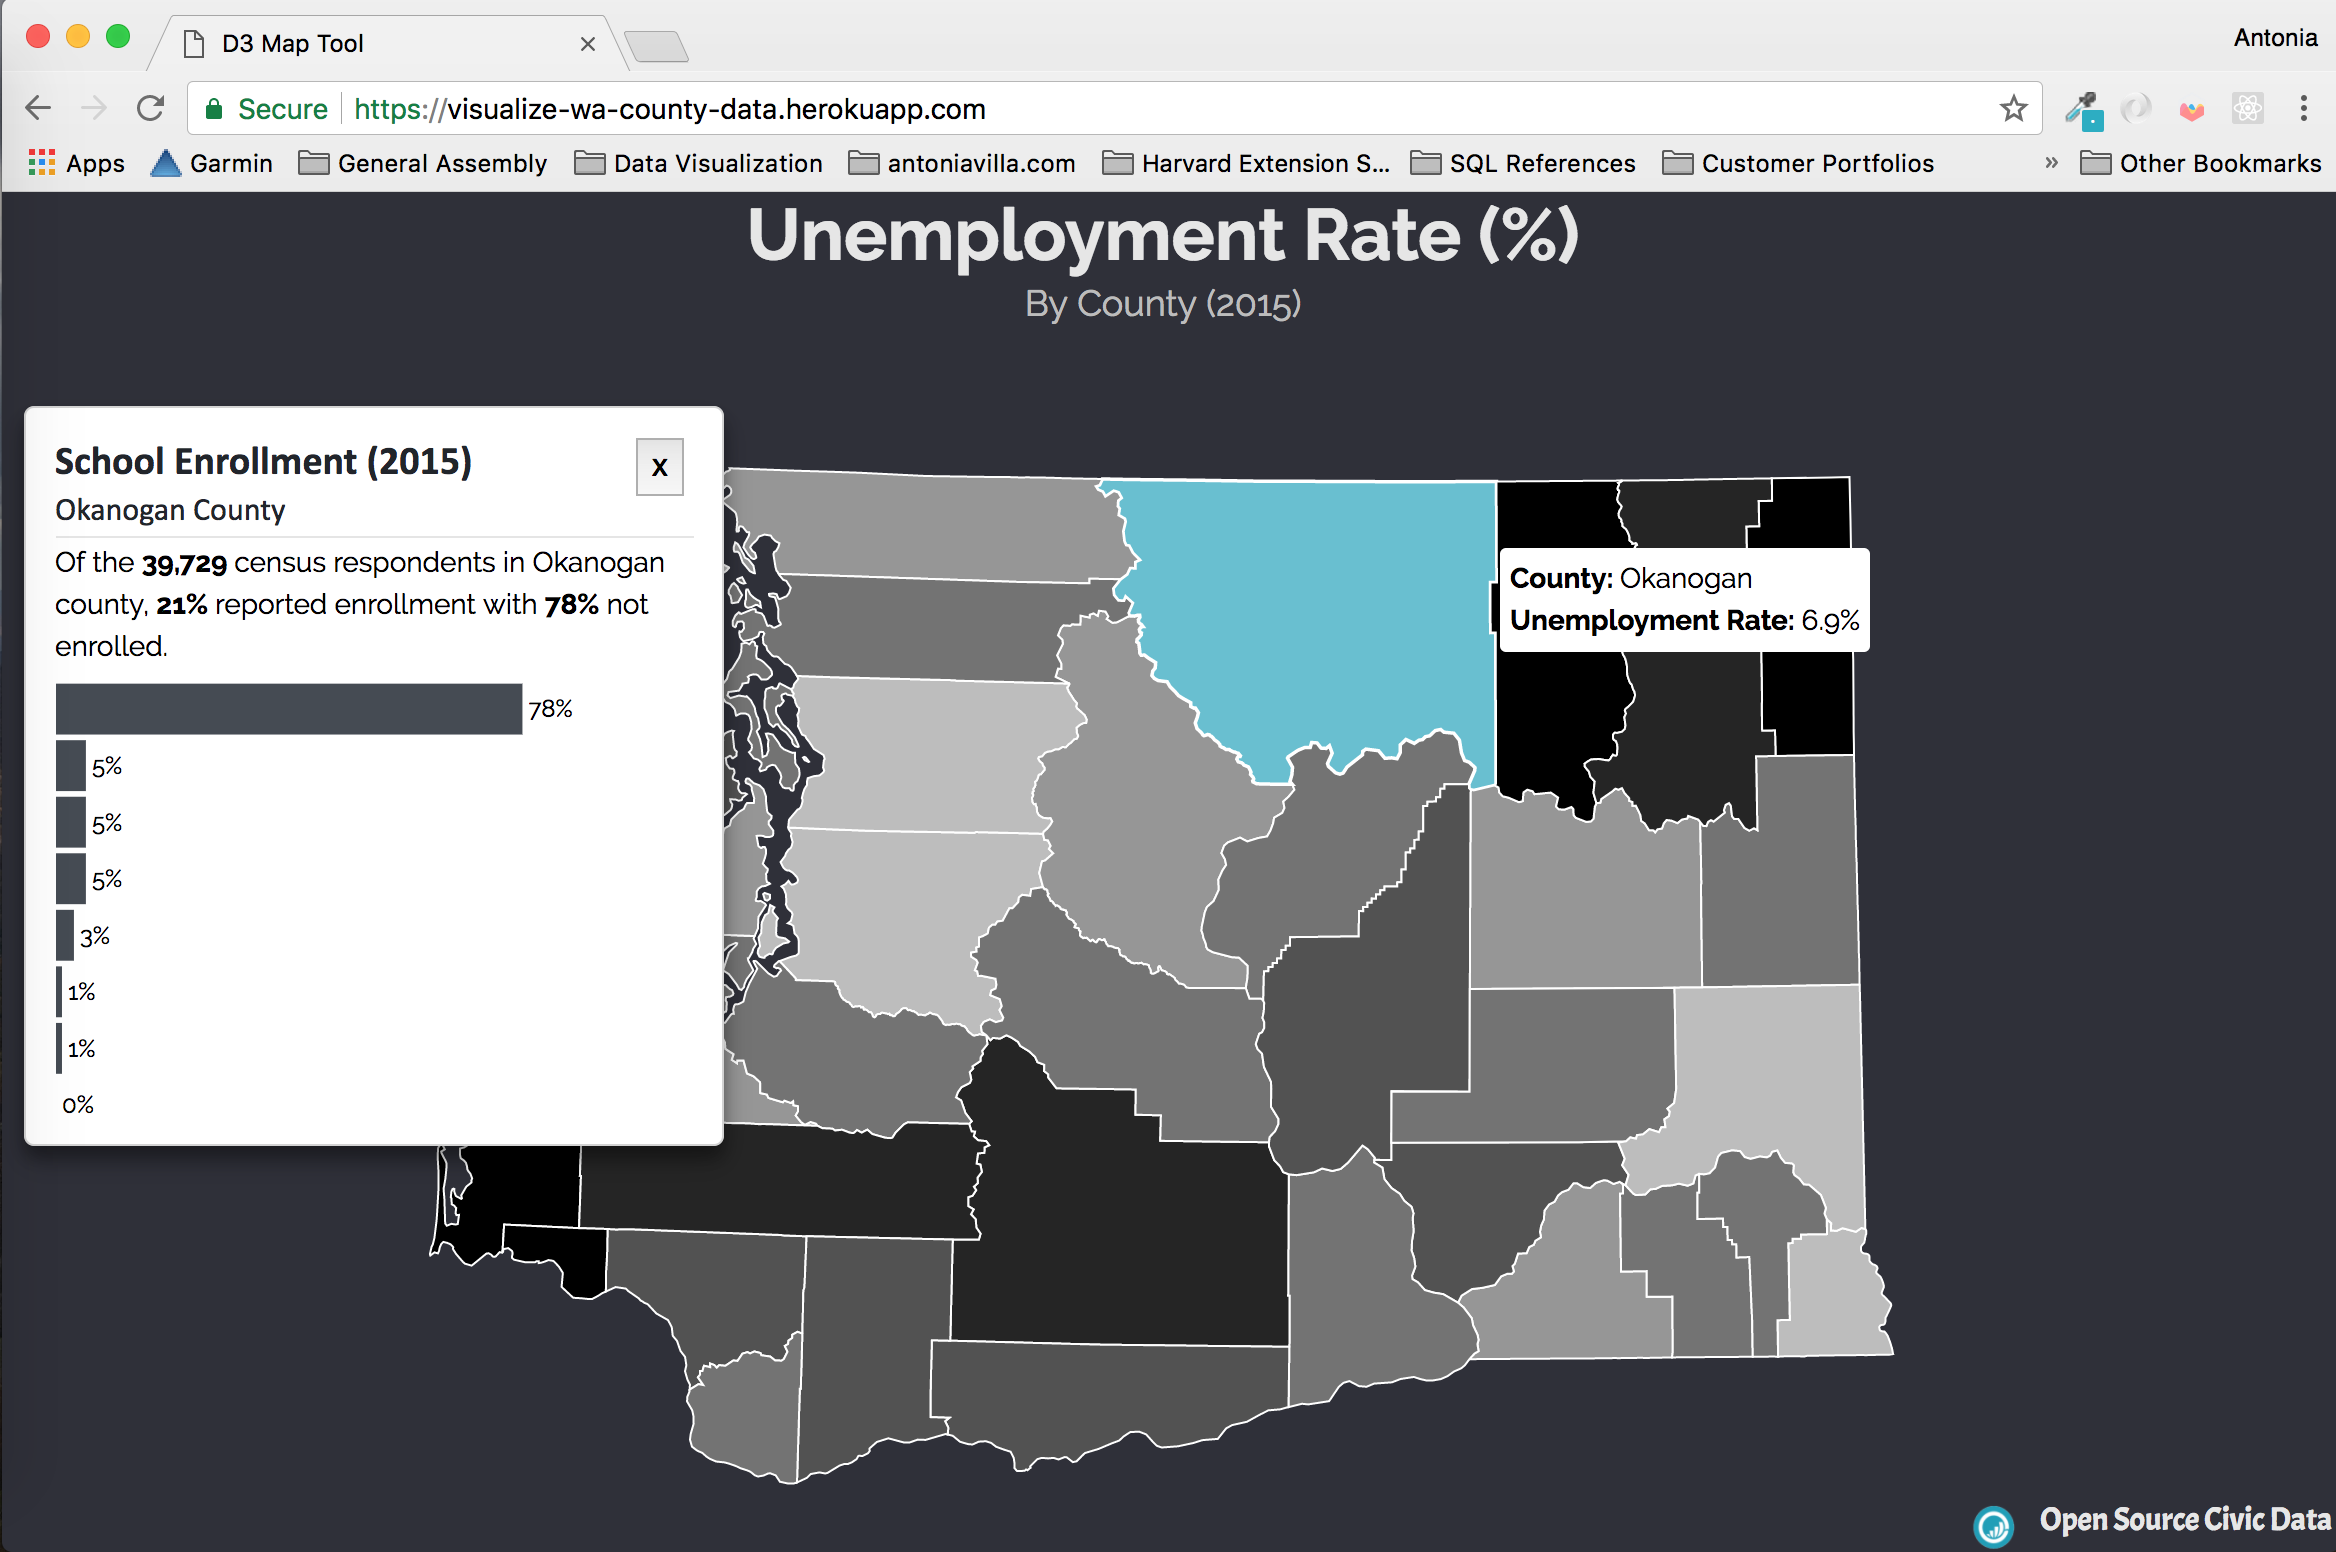 D3 Map Tool
Antonia
Secure https://visualize-wa-county-data.herokuapp.com
Apps Garmin General Assembly Data Visualization antoniavilla.com Harvard Extension S... SQL References Customer Portfolios » Other Bookmarks
Unemployment Rate (%)
By County (2015)
School Enrollment (2015)
X
Okanogan County
Of the 39,729 census respondents in Okanogan
county, 21% reported enrollment with 78% not
enrolled.
78%
5%
5%
5%
3%
1%
1%
0%
County: Okanogan
Unemployment Rate: 6.9%
Open Source Civic Data